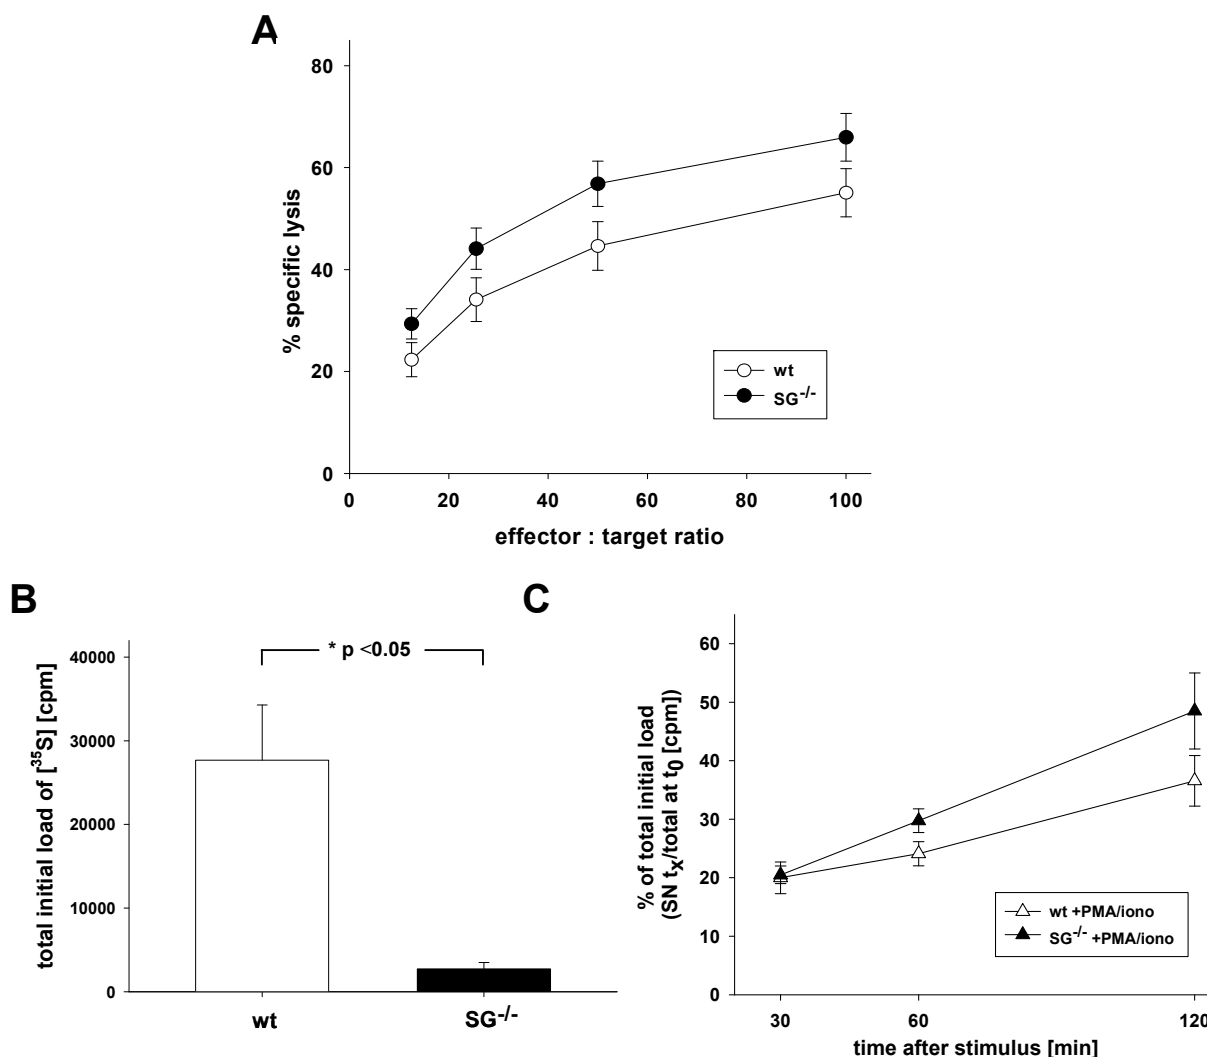 A
% specific lysis
80
60
40
20
0
0 20 40 60 80 100
effector : target ratio
wt
SG-/-
B
total initial load of [35S] [cpm]
40000
30000
20000
10000
0
* p <0.05
wt
SG-/-
C
% of total initial load
(SN tx/total at t0 [cpm])
60
50
40
30
20
10
0
30 60 120
time after stimulus [min]
wt +PMA/iono
SG-/- +PMA/iono